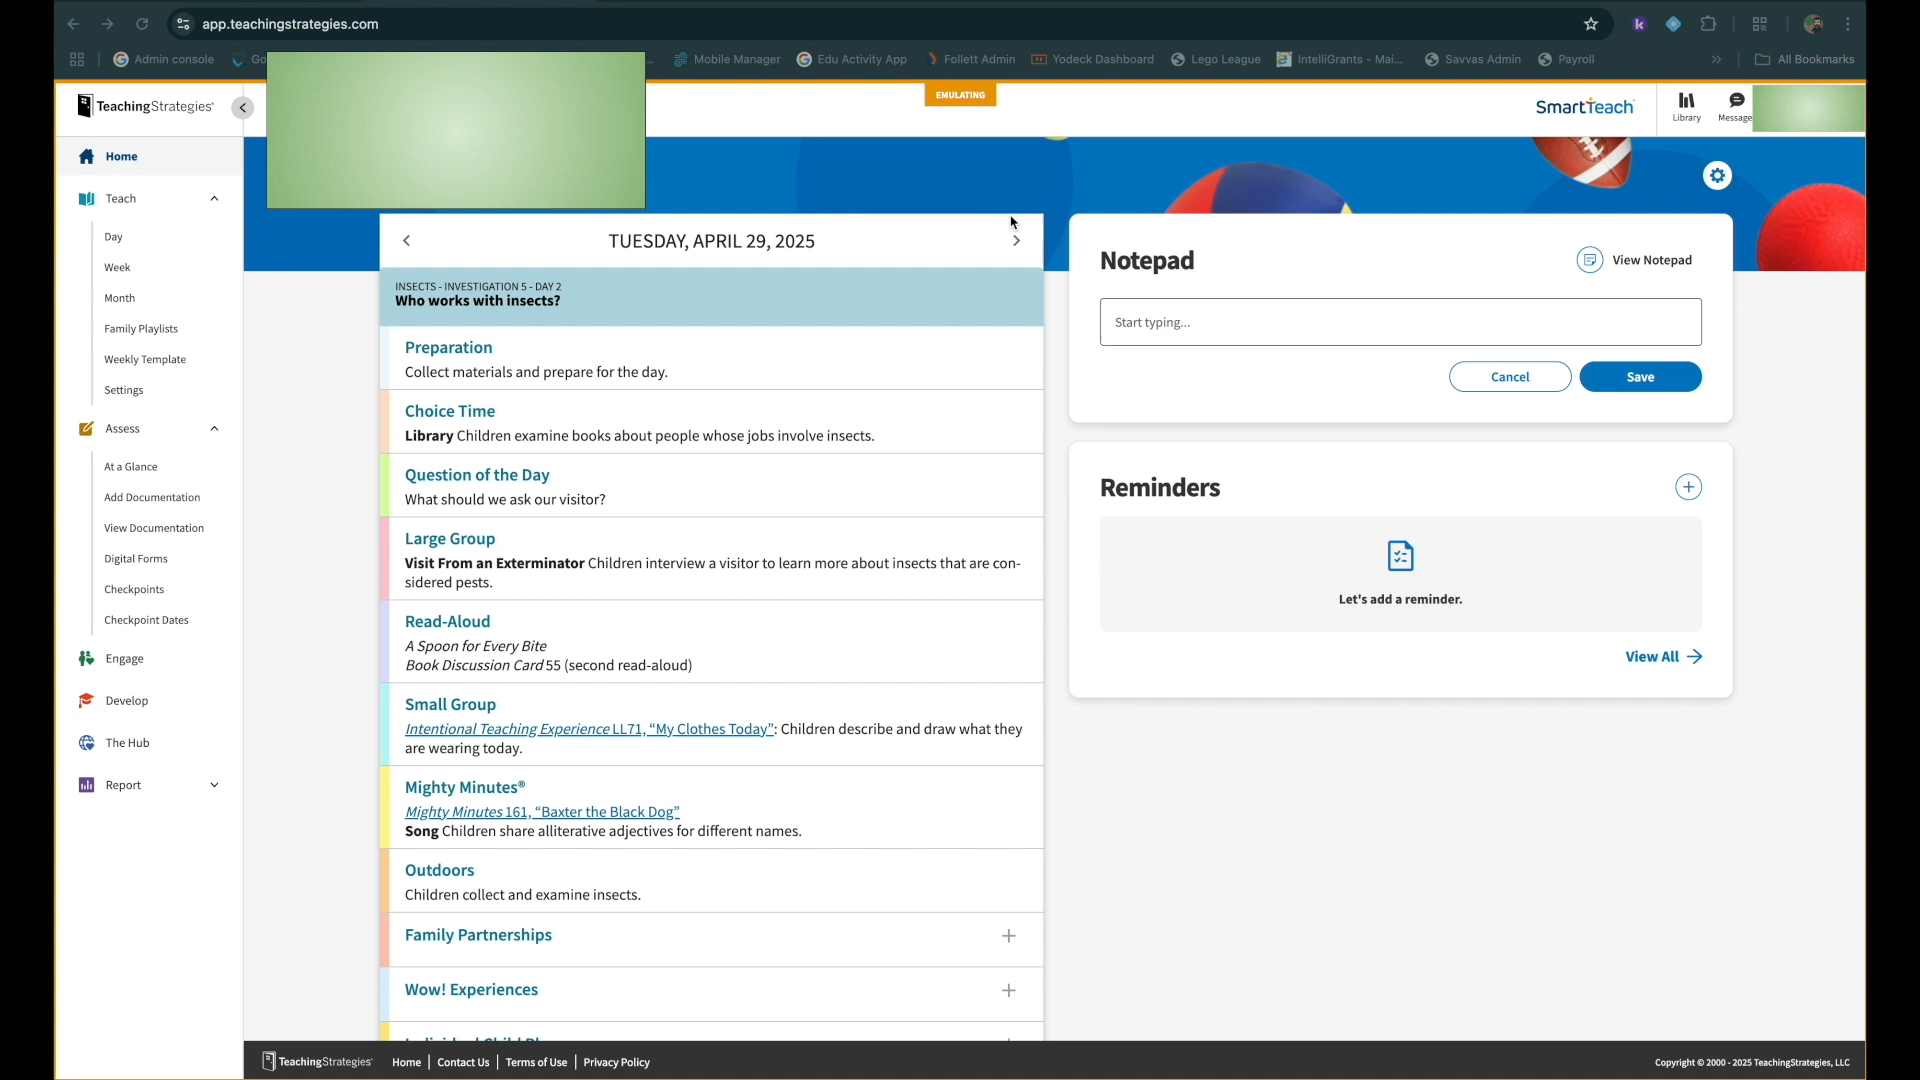 app.teachingstrategies.com
Admin console
Go
Mobile Manager
Edu Activity App
Follett Admin
Yodeck Dashboard
Lego League
IntelliGrants - Mai...
Savvas Admin
Payroll
All Bookmarks
TeachingStrategies
EMULATING
SmartTeach
Library
Message
Home
Teach
Day
Week
Month
Family Playlists
Weekly Template
Settings
Assess
At a Glance
Add Documentation
View Documentation
Digital Forms
Checkpoints
Checkpoint Dates
Engage
Develop
The Hub
Report
TUESDAY, APRIL 29, 2025
INSECTS - INVESTIGATION 5 - DAY 2
Who works with insects?
Preparation
Collect materials and prepare for the day.
Choice Time
Library Children examine books about people whose jobs involve insects.
Question of the Day
What should we ask our visitor?
Large Group
Visit From an Exterminator Children interview a visitor to learn more about insects that are con-
sidered pests.
Read-Aloud
A Spoon for Every Bite
Book Discussion Card 55 (second read-aloud)
Small Group
Intentional Teaching Experience LL71, “My Clothes Today”: Children describe and draw what they
are wearing today.
Mighty Minutes®
Mighty Minutes 161, “Baxter the Black Dog”
Song Children share alliterative adjectives for different names.
Outdoors
Children collect and examine insects.
Family Partnerships
Wow! Experiences
Notepad
View Notepad
Start typing...
Cancel
Save
Reminders
Let's add a reminder.
View All
TeachingStrategies
Home
Contact Us
Terms of Use
Privacy Policy
Copyright © 2000 - 2025 TeachingStrategies, LLC